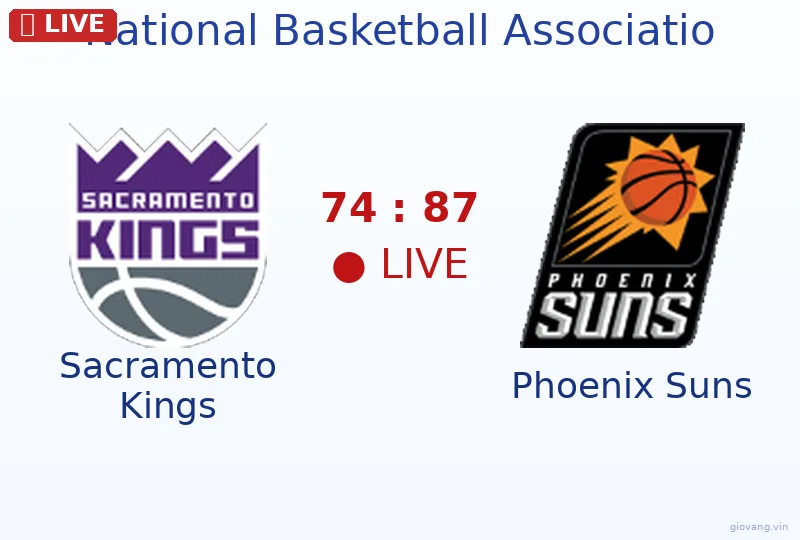 LIVE
National Basketball Associatio
SACRAMENTO
KINGS
74 : 87
● LIVE
PHOENIX
SUNS
Sacramento
Kings
Phoenix Suns
giovang.vin